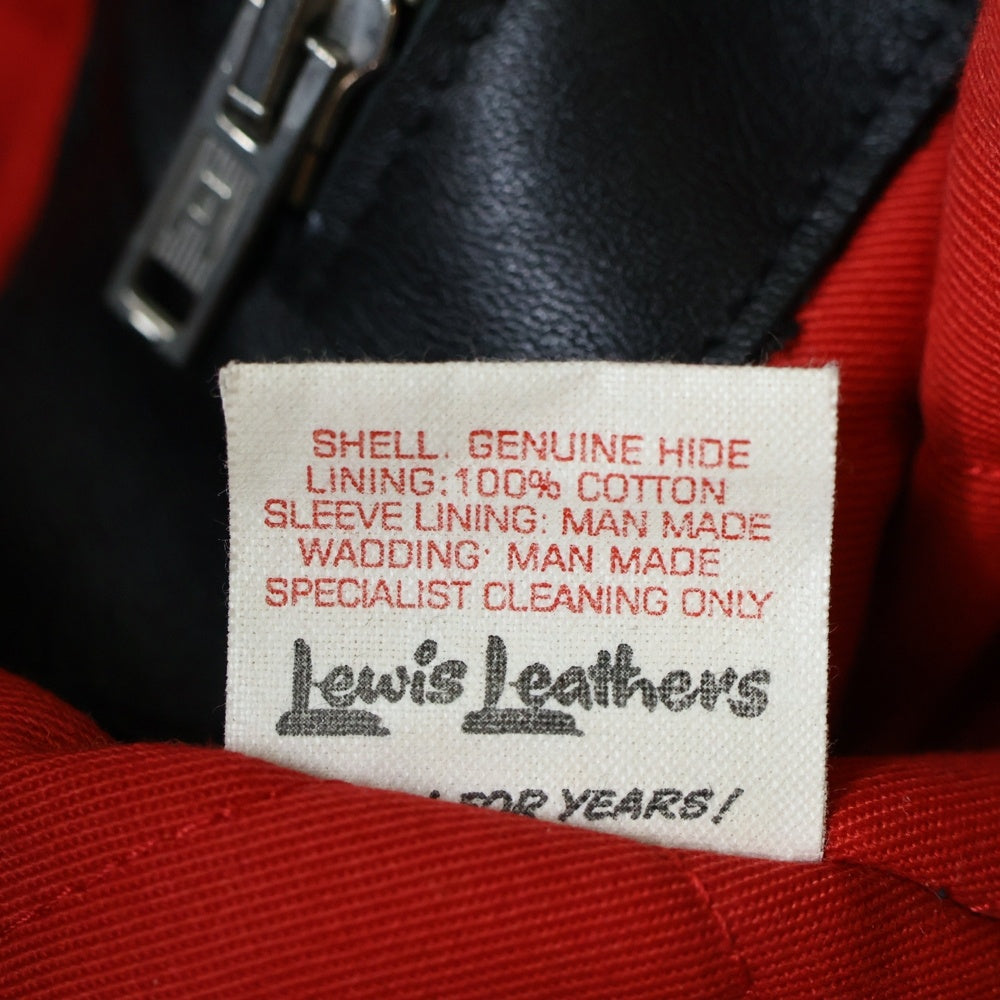 SHELL. GENUINE HIDE
LINING: 100% COTTON
SLEEVE LINING: MAN MADE
WADDING: MAN MADE
SPECIALIST CLEANING ONLY
Lewis Leathers
FOR YEARS!